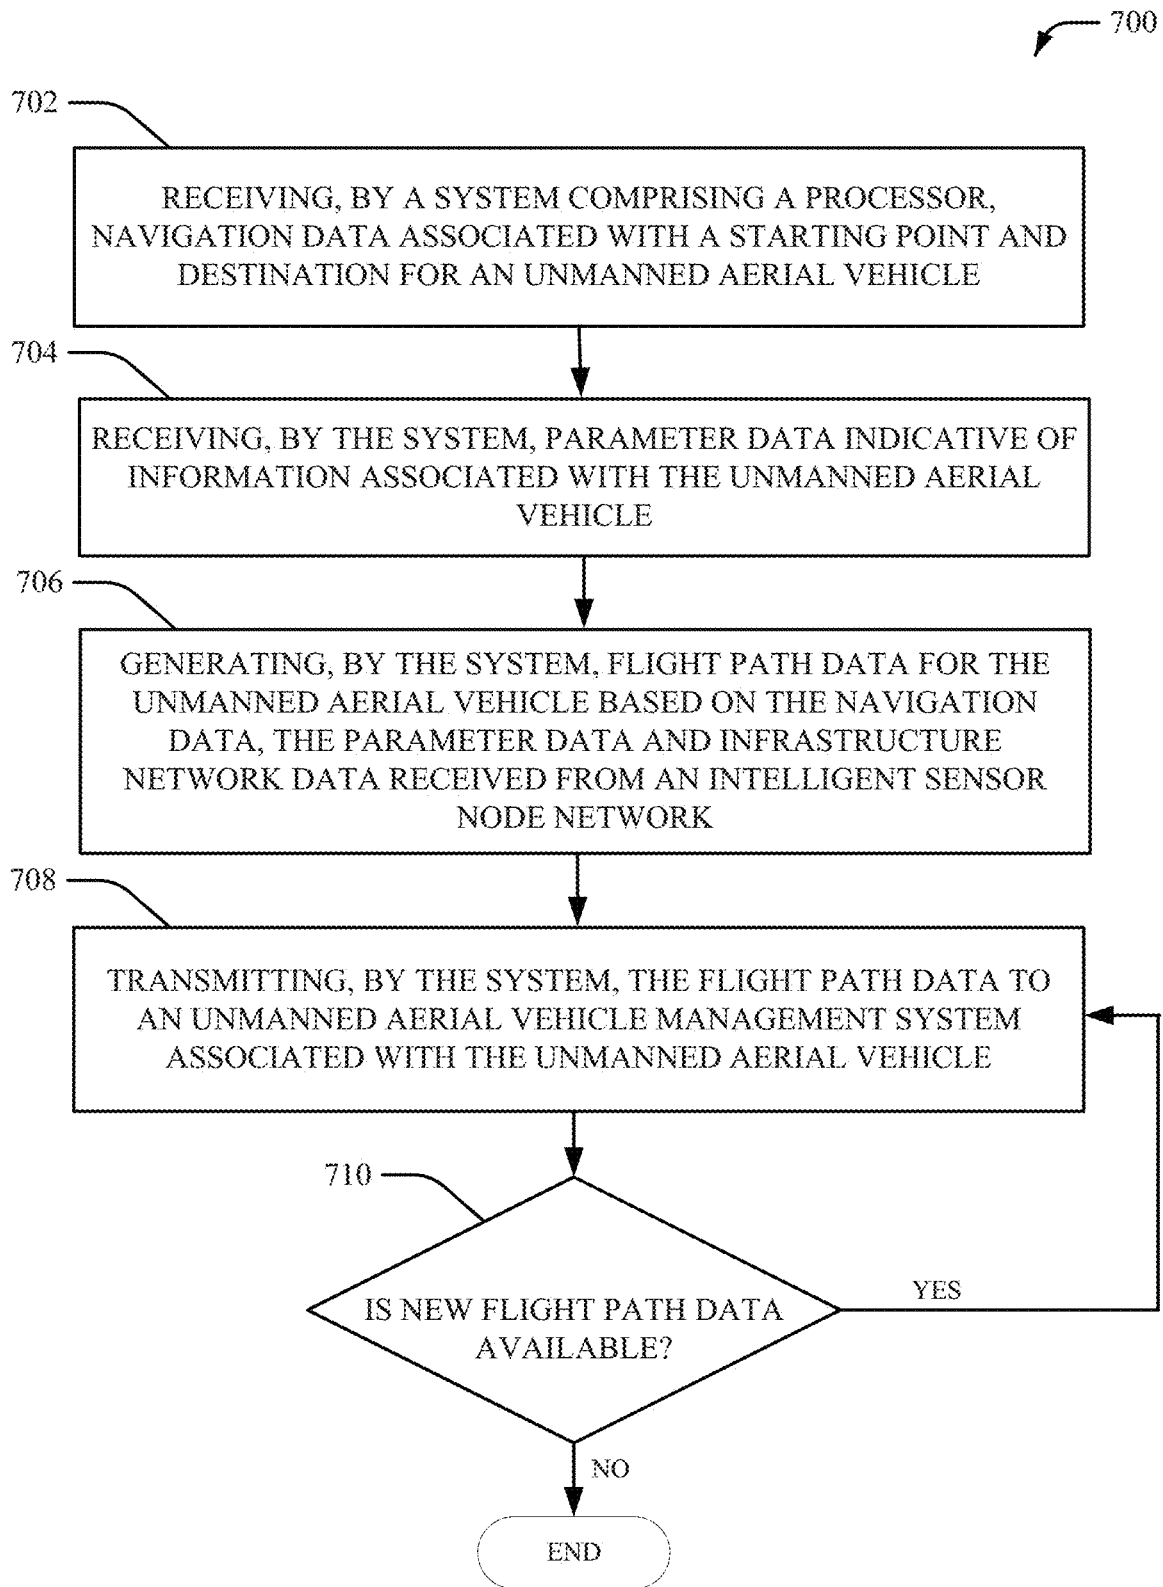 700
702
RECEIVING, BY A SYSTEM COMPRISING A PROCESSOR,
NAVIGATION DATA ASSOCIATED WITH A STARTING POINT AND
DESTINATION FOR AN UNMANNED AERIAL VEHICLE
704
RECEIVING, BY THE SYSTEM, PARAMETER DATA INDICATIVE OF
INFORMATION ASSOCIATED WITH THE UNMANNED AERIAL
VEHICLE
706
GENERATING, BY THE SYSTEM, FLIGHT PATH DATA FOR THE
UNMANNED AERIAL VEHICLE BASED ON THE NAVIGATION
DATA, THE PARAMETER DATA AND INFRASTRUCTURE
NETWORK DATA RECEIVED FROM AN INTELLIGENT SENSOR
NODE NETWORK
708
TRANSMITTING, BY THE SYSTEM, THE FLIGHT PATH DATA TO
AN UNMANNED AERIAL VEHICLE MANAGEMENT SYSTEM
ASSOCIATED WITH THE UNMANNED AERIAL VEHICLE
710
IS NEW FLIGHT PATH DATA
AVAILABLE?
YES
NO
END